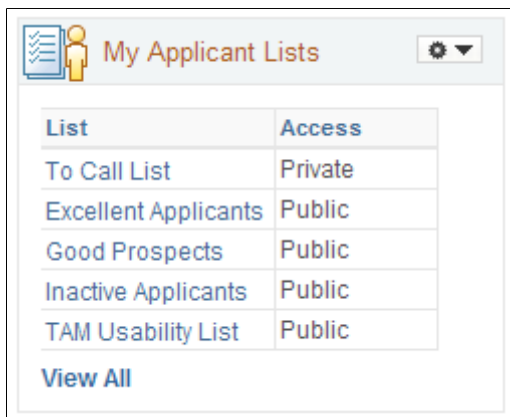 My Applicant Lists
List Access
To Call List Private
Excellent Applicants Public
Good Prospects Public
Inactive Applicants Public
TAM Usability List Public
View All